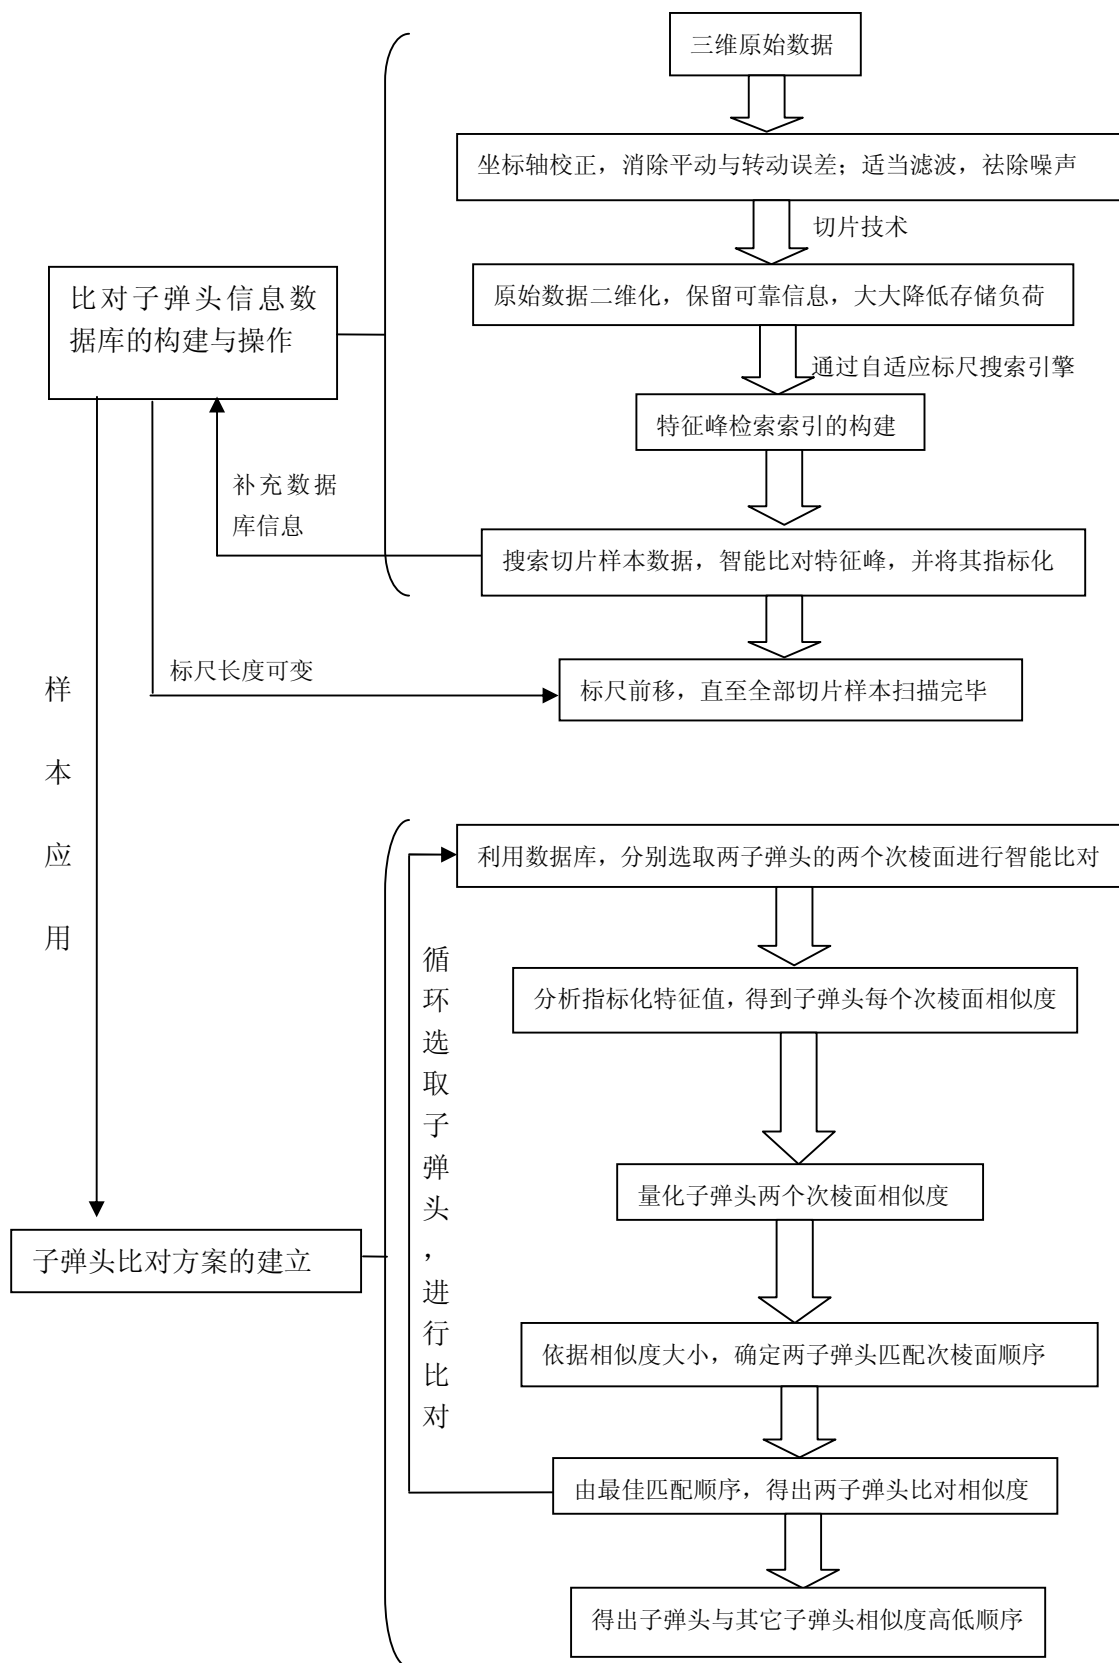 三维原始数据
坐标轴校正，消除平动与转动误差；适当滤波，祛除噪声
切片技术
原始数据二维化，保留可靠信息，大大降低存储负荷
比对子弹头信息数
据库的构建与操作
通过自适应标尺搜索引擎
特征峰检索索引的构建
补充数据
库信息
搜索切片样本数据，智能比对特征峰，并将其指标化
标尺长度可变
标尺前移，直至全部切片样本扫描完毕
样本应用
利用数据库，分别选取两子弹头的两个次棱面进行智能比对
循环选取子弹头，进行比对
分析指标化特征值，得到子弹头每个次棱面相似度
量化子弹头两个次棱面相似度
子弹头比对方案的建立
依据相似度大小，确定两子弹头匹配次棱面顺序
由最佳匹配顺序，得出两子弹头比对相似度
得出子弹头与其它子弹头相似度高低顺序